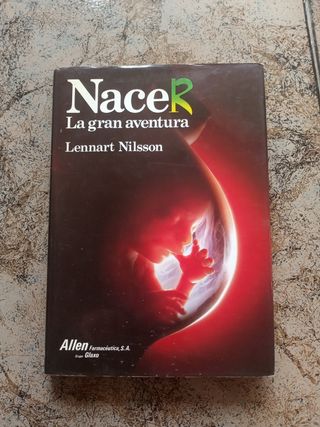 NaceR
La gran aventura
Lennart Nilsson
Allen Farmacéutica, S.A.
Grupo Glaxo